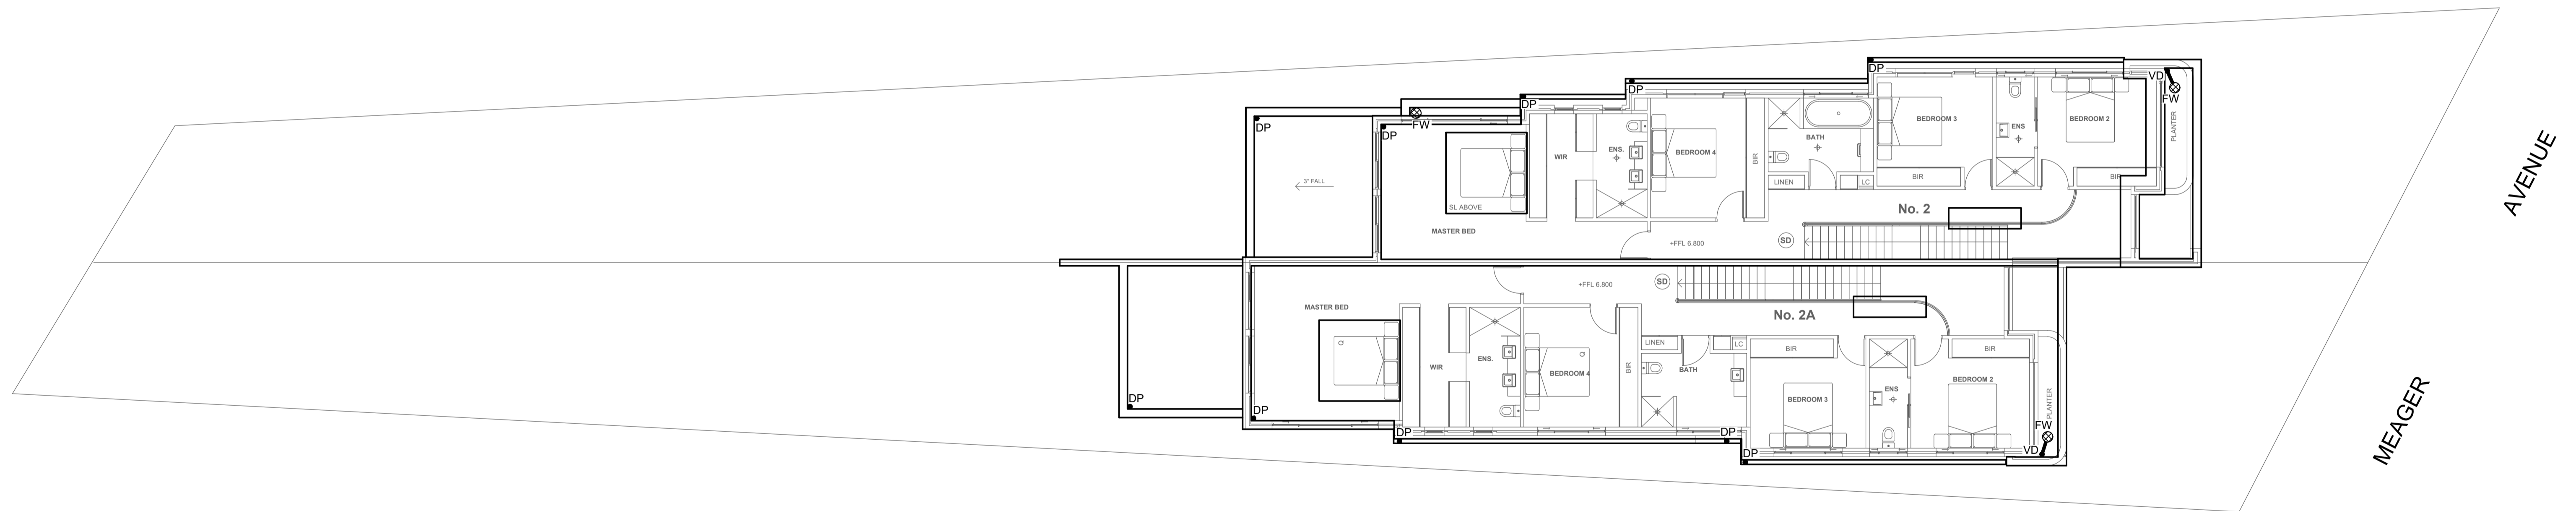 DP
VD
FW
DP
DP
DP
FW
DP
DP
PLANTER
BEDROOM 3
BEDROOM 2
ENS
BATH
ENS.
BEDROOM 4
WIR
BIR
3° FALL
LINEN
LC
BIR
BIR
SL ABOVE
No. 2
MASTER BED
+FFL 6.800
SD
AVENUE
MEAGER
SD
+FFL 6.800
MASTER BED
No. 2A
LINEN
LC
BIR
BIR
ENS.
WIR
BIR
BATH
BEDROOM 4
BEDROOM 2
ENS
BEDROOM 3
PLANTER
DP
DP
DP
DP
DP
FW
VD